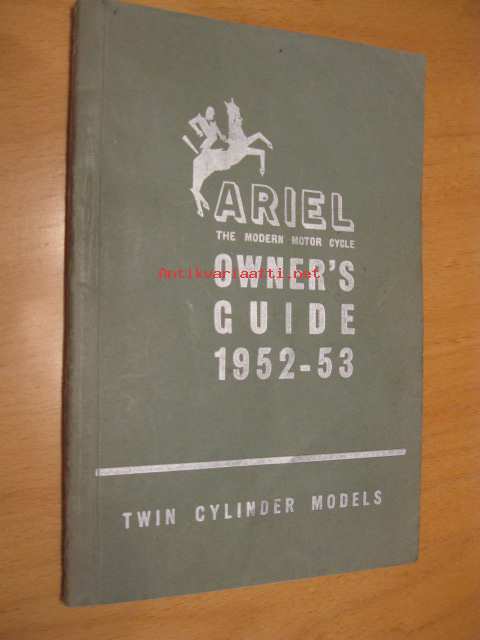 ARIEL
THE MODERN MOTOR CYCLE
Antikvariaatti.net
OWNER'S
GUIDE
1952-53
TWIN CYLINDER MODELS